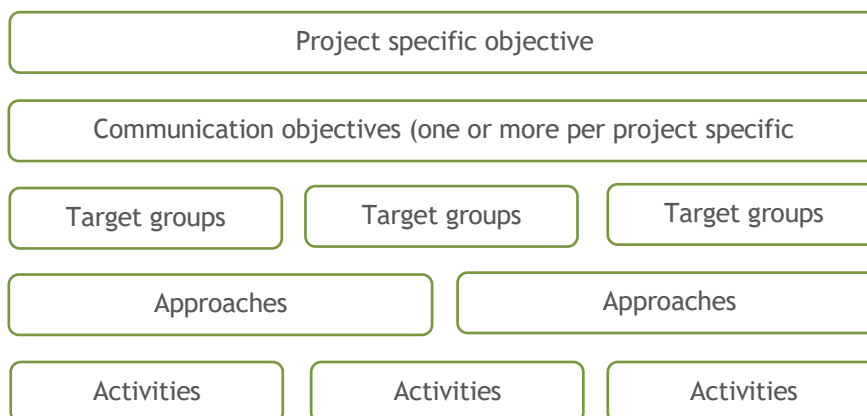 Project specific objective
Communication objectives (one or more per project specific
Target groups
Target groups
Target groups
Approaches
Approaches
Activities
Activities
Activities